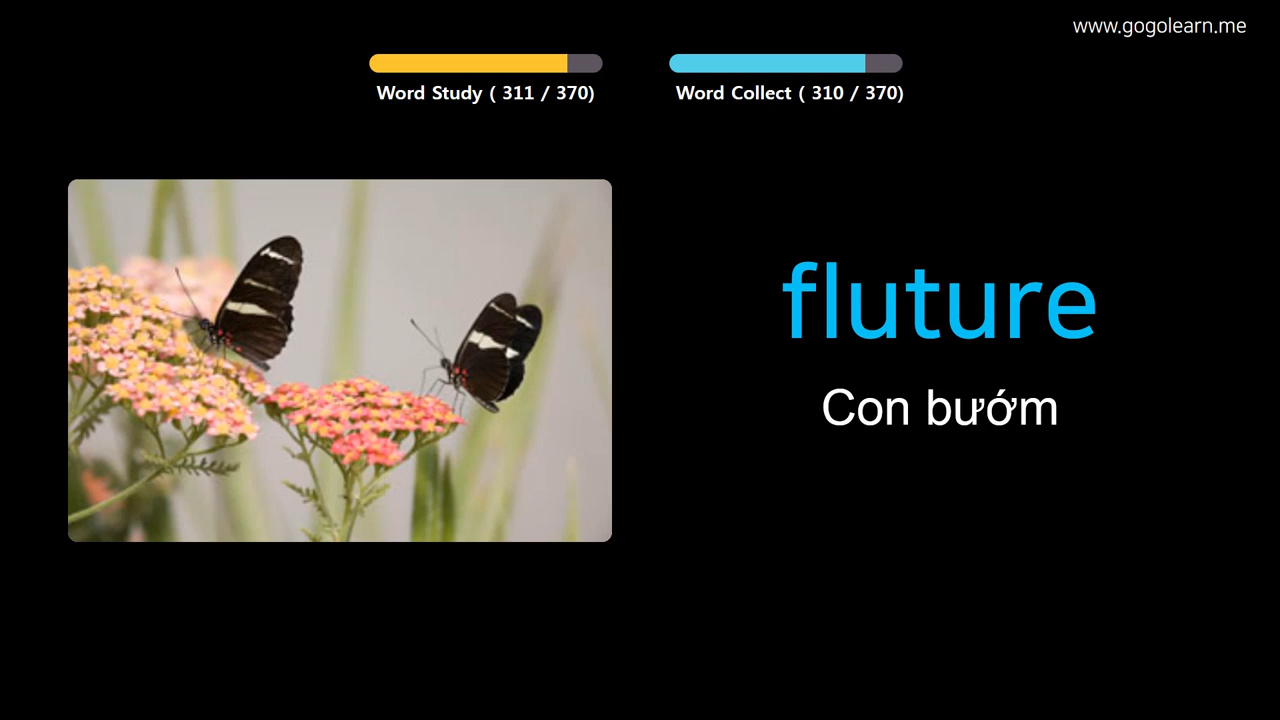 www.gogolearn.me
Word Study ( 311 / 370)
Word Collect ( 310 / 370)
fluture
Con bướm